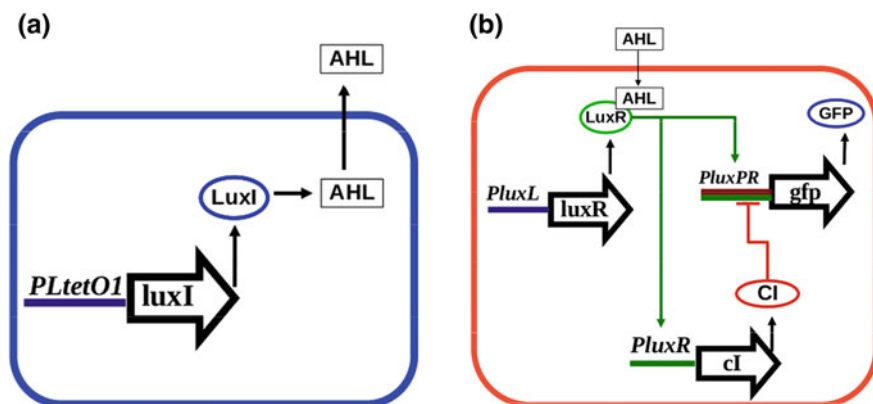 (a)
AHL
LuxI
AHL
PLtetO1
luxI
(b)
AHL
AHL
LuxR
GFP
PluxL
luxR
PluxPR
gfp
CI
PluxR
cI